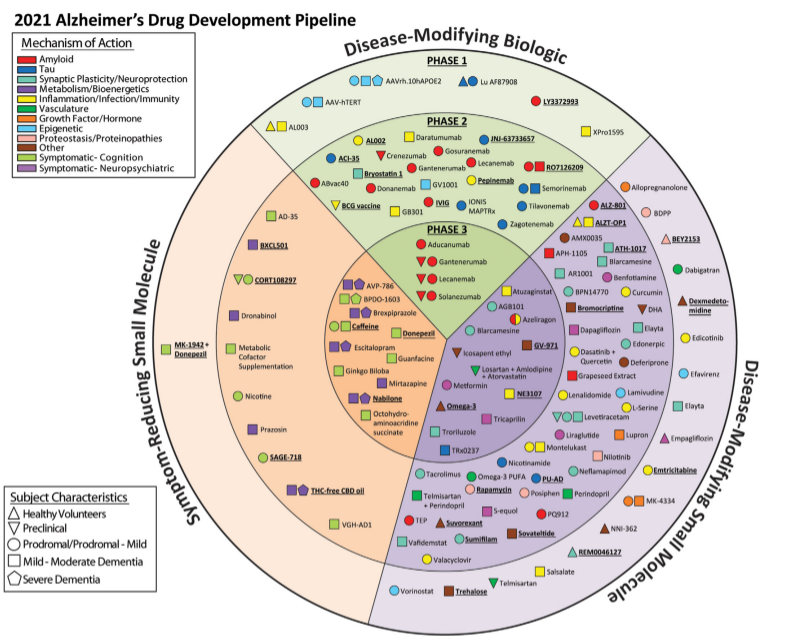 2021 Alzheimer's Drug Development Pipeline
Mechanism of Action
Amyloid
Tau
Synaptic Plasticity/Neuroprotection
Metabolism/Bioenergetics
Inflammation/Infection/Immunity
Vasculature
Growth Factor/Hormone
Epigenetic
Proteostasis/Proteinopathies
Other
Symptomatic- Cognition
Symptomatic- Neuropsychiatric
Disease-Modifying Biologic
PHASE 1
AAVrh.10hAPOE2
Lu AF87908
AAV-hTERT
LY3372993
AL003
XPro1595
PHASE 2
AL002
Daratumumab
JNJ-63733657
ACI-35
Crenezumab
Gosuranemab
Bryostatin 1
Gantenerumab
Lecanemab
RO7126209
ABvac40
Donanemab
GV1001
Pepinemab
Semorinemab
BCG vaccine
GB301
IVIG
IONIS
MAPTRx
Tilavonemab
Zagotenemab
PHASE 3
Aducanumab
Gantenerumab
Lecanemab
Solanezumab
Symptom-Reducing Small Molecule
AD-35
BXCL501
CORT108297
Dronabinol
MK-1942 +
Donepezil
Metabolic
Cofactor
Supplementation
Nicotine
Prazosin
SAGE-718
THC-free CBD oil
VGH-AD1
AVP-786
BPDO-1603
Brexpiprazole
Caffeine
Donepezil
Escitalopram
Guanfacine
Ginkgo Biloba
Mirtazapine
Nabilone
Octohydro-
aminoacridine
succinate
Disease-Modifying Small Molecule
Atuzaginstat
AGB101
Azeliragon
Blarcamesine
GV-971
Icosapent ethyl
Losartan + Amlodipine
+ Atorvastatin
Metformin
NE3107
Omega-3
Tricaprilin
Troriluzole
TRx0237
ALZ-801
ALZT-OP1
AMX0035
APH-1105
ATH-1017
Blarcamesine
AR1001
Benfotiamine
BPN14770
Curcumin
Bromocriptine
DHA
Dapagliflozin
Elayta
Edonerpic
Dasatinib +
Quercetin
Deferiprone
Grapeseed Extract
Lenalidomide
Lamivudine
L-Serine
Levetiracetam
Liraglutide
Lupron
Montelukast
Nilotinib
Nicotinamide
Neflamapimod
Tacrolimus
Omega-3 PUFA
PU-AD
Telmisartan
+ Perindopril
Rapamycin
Posiphen
Perindopril
S-equol
PQ912
TEP
Suvorexant
Sovateltide
Vafidemstat
Sumifilam
Valacyclovir
Allopregnanolone
BDPP
BEY2153
Dabigatran
Dexmedeto-
midine
Edicotinib
Efavirenz
Elayta
Empagliflozin
Emtricitabine
MK-4334
NNI-362
REM0046127
Salsalate
Telmisartan
Trehalose
Vorinostat
Subject Characteristics
Healthy Volunteers
Preclinical
Prodromal/Prodromal - Mild
Mild - Moderate Dementia
Severe Dementia